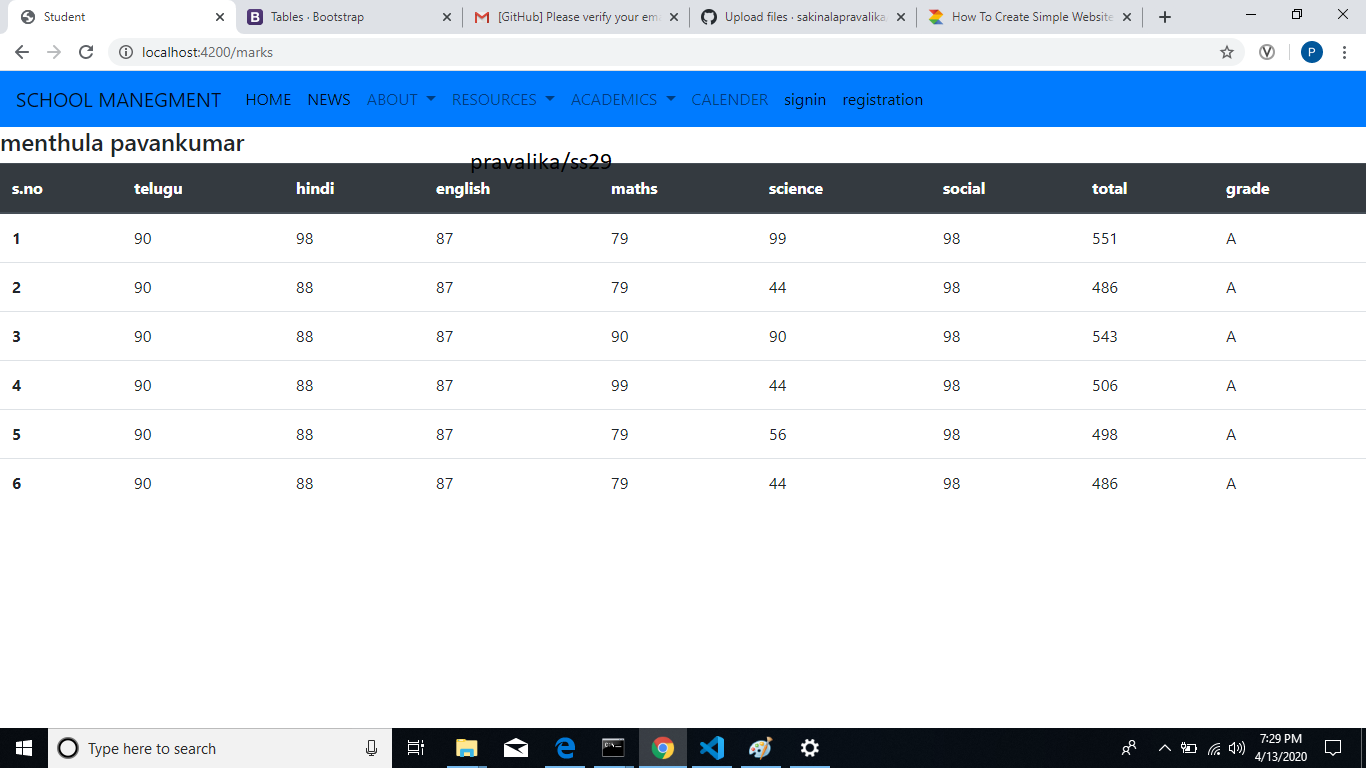 Student Tables · Bootstrap [GitHub] Please verify your ema Upload files · sakinalapravalika, How To Create Simple Website
localhost:4200/marks
SCHOOL MANEGMENT HOME NEWS ABOUT RESOURCES ACADEMICS CALENDER signin registration
menthula pavankumar
pravalika/ss29
s.no telugu hindi english maths science social total grade
1 90 98 87 79 99 98 551 A
2 90 88 87 79 44 98 486 A
3 90 88 87 90 90 98 543 A
4 90 88 87 99 44 98 506 A
5 90 88 87 79 56 98 498 A
6 90 88 87 79 44 98 486 A
Type here to search
7:29 PM
4/13/2020